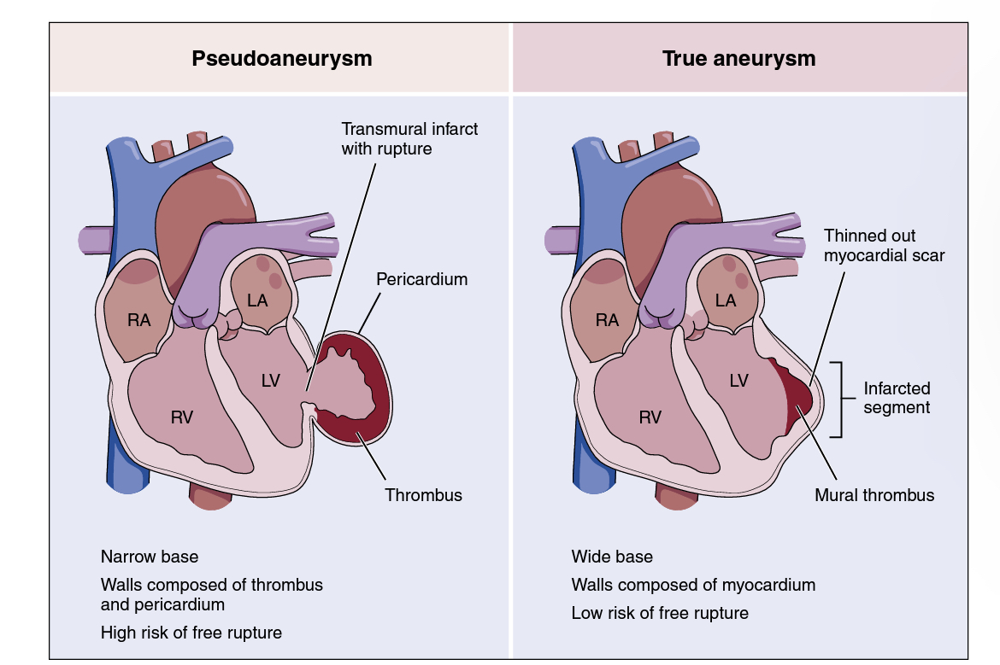 Pseudoaneurysm
Transmural infarct
with rupture
Pericardium
LA
RA
LV
RV
Thrombus
Narrow base
Walls composed of thrombus
and pericardium
High risk of free rupture
True aneurysm
Thinned out
myocardial scar
LA
RA
LV
Infarcted
segment
RV
Mural thrombus
Wide base
Walls composed of myocardium
Low risk of free rupture